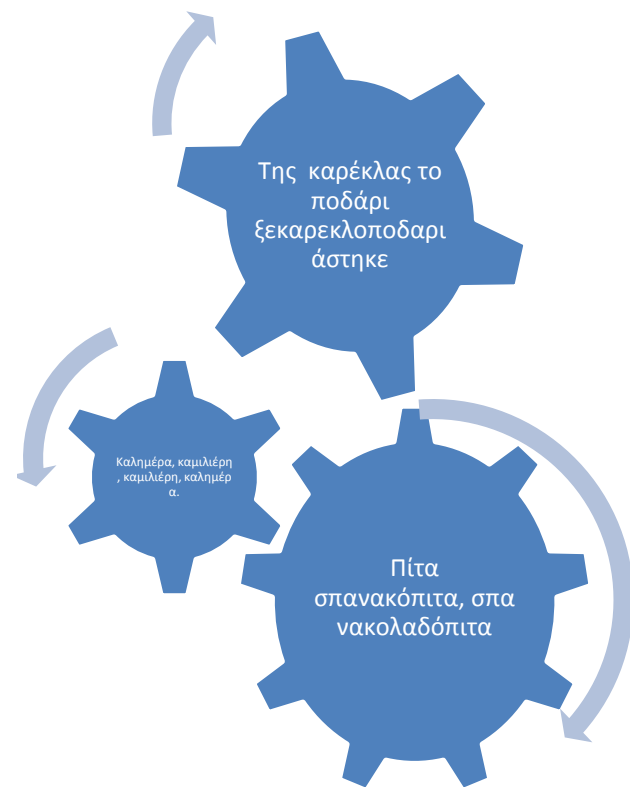 Της  καρέκλας το
ποδάρι
ξεκαρεκλοποδαρι
άστηκε
Καλημέρα, καμιλιέρη
, καμιλιέρη, καλημέρ
α.
Πίτα
σπανακόπιτα, σπα
νακολαδόπιτα